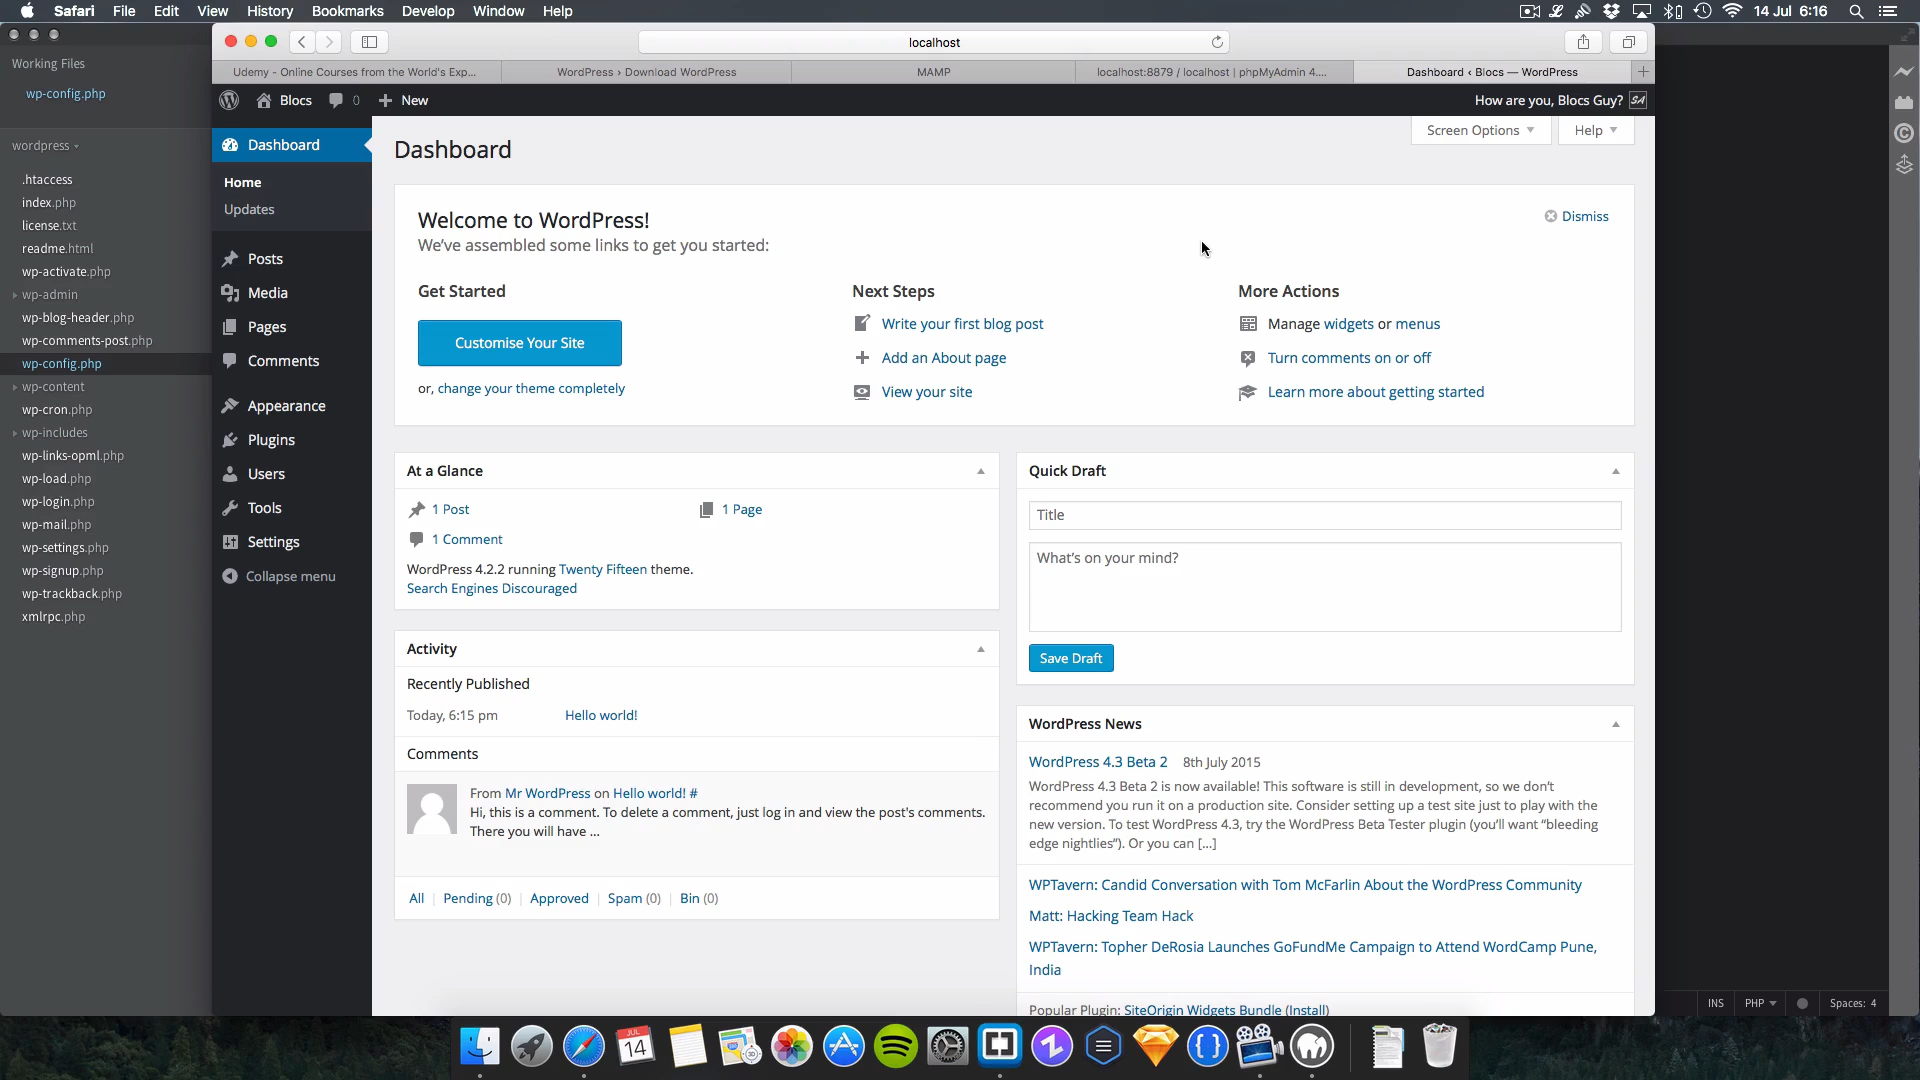 Safari File Edit View History Bookmarks Develop Window Help
14 Jul 6:16
localhost
Udemy - Online Courses from the World's Exp...
WordPress › Download WordPress
MAMP
localhost:8879 / localhost | phpMyAdmin 4....
Dashboard ‹ Blocs — WordPress
Working Files
wp-config.php
wordpress
.htaccess
index.php
license.txt
readme.html
wp-activate.php
wp-admin
wp-blog-header.php
wp-comments-post.php
wp-config.php
wp-content
wp-cron.php
wp-includes
wp-links-opml.php
wp-load.php
wp-login.php
wp-mail.php
wp-settings.php
wp-signup.php
wp-trackback.php
xmlrpc.php
Blocs 0 New
How are you, Blocs Guy?
Dashboard
Home
Updates
Posts
Media
Pages
Comments
Appearance
Plugins
Users
Tools
Settings
Collapse menu
Screen Options
Help
Dashboard
Welcome to WordPress!
Dismiss
We've assembled some links to get you started:
Get Started
Customise Your Site
or, change your theme completely
Next Steps
Write your first blog post
Add an About page
View your site
More Actions
Manage widgets or menus
Turn comments on or off
Learn more about getting started
At a Glance
1 Post
1 Page
1 Comment
WordPress 4.2.2 running Twenty Fifteen theme.
Search Engines Discouraged
Activity
Recently Published
Today, 6:15 pm
Hello world!
Comments
From Mr WordPress on Hello world! #
Hi, this is a comment. To delete a comment, just log in and view the post's comments.
There you will have ...
All | Pending (0) | Approved | Spam (0) | Bin (0)
Quick Draft
Title
What's on your mind?
Save Draft
WordPress News
WordPress 4.3 Beta 2 8th July 2015
WordPress 4.3 Beta 2 is now available! This software is still in development, so we don't
recommend you run it on a production site. Consider setting up a test site just to play with the
new version. To test WordPress 4.3, try the WordPress Beta Tester plugin (you'll want “bleeding
edge nightlies”). Or you can [...]
WPTavern: Candid Conversation with Tom McFarlin About the WordPress Community
Matt: Hacking Team Hack
WPTavern: Topher DeRosia Launches GoFundMe Campaign to Attend WordCamp Pune,
India
Popular Plugin: SiteOrigin Widgets Bundle (Install)
INS PHP Spaces: 4
JUL
14
3D